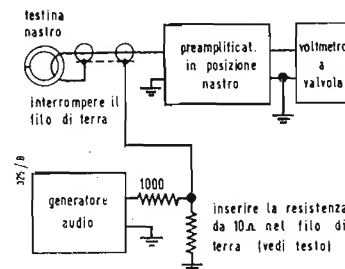 testina
nastro
preamplificat.
in posizione
nastro
voltmetro
a
valvola
interrompere il
filo di terra
325/B
generatore
audio
1000
inserire la resistenza
da 10Ω nel filo di
terra (vedi testo)